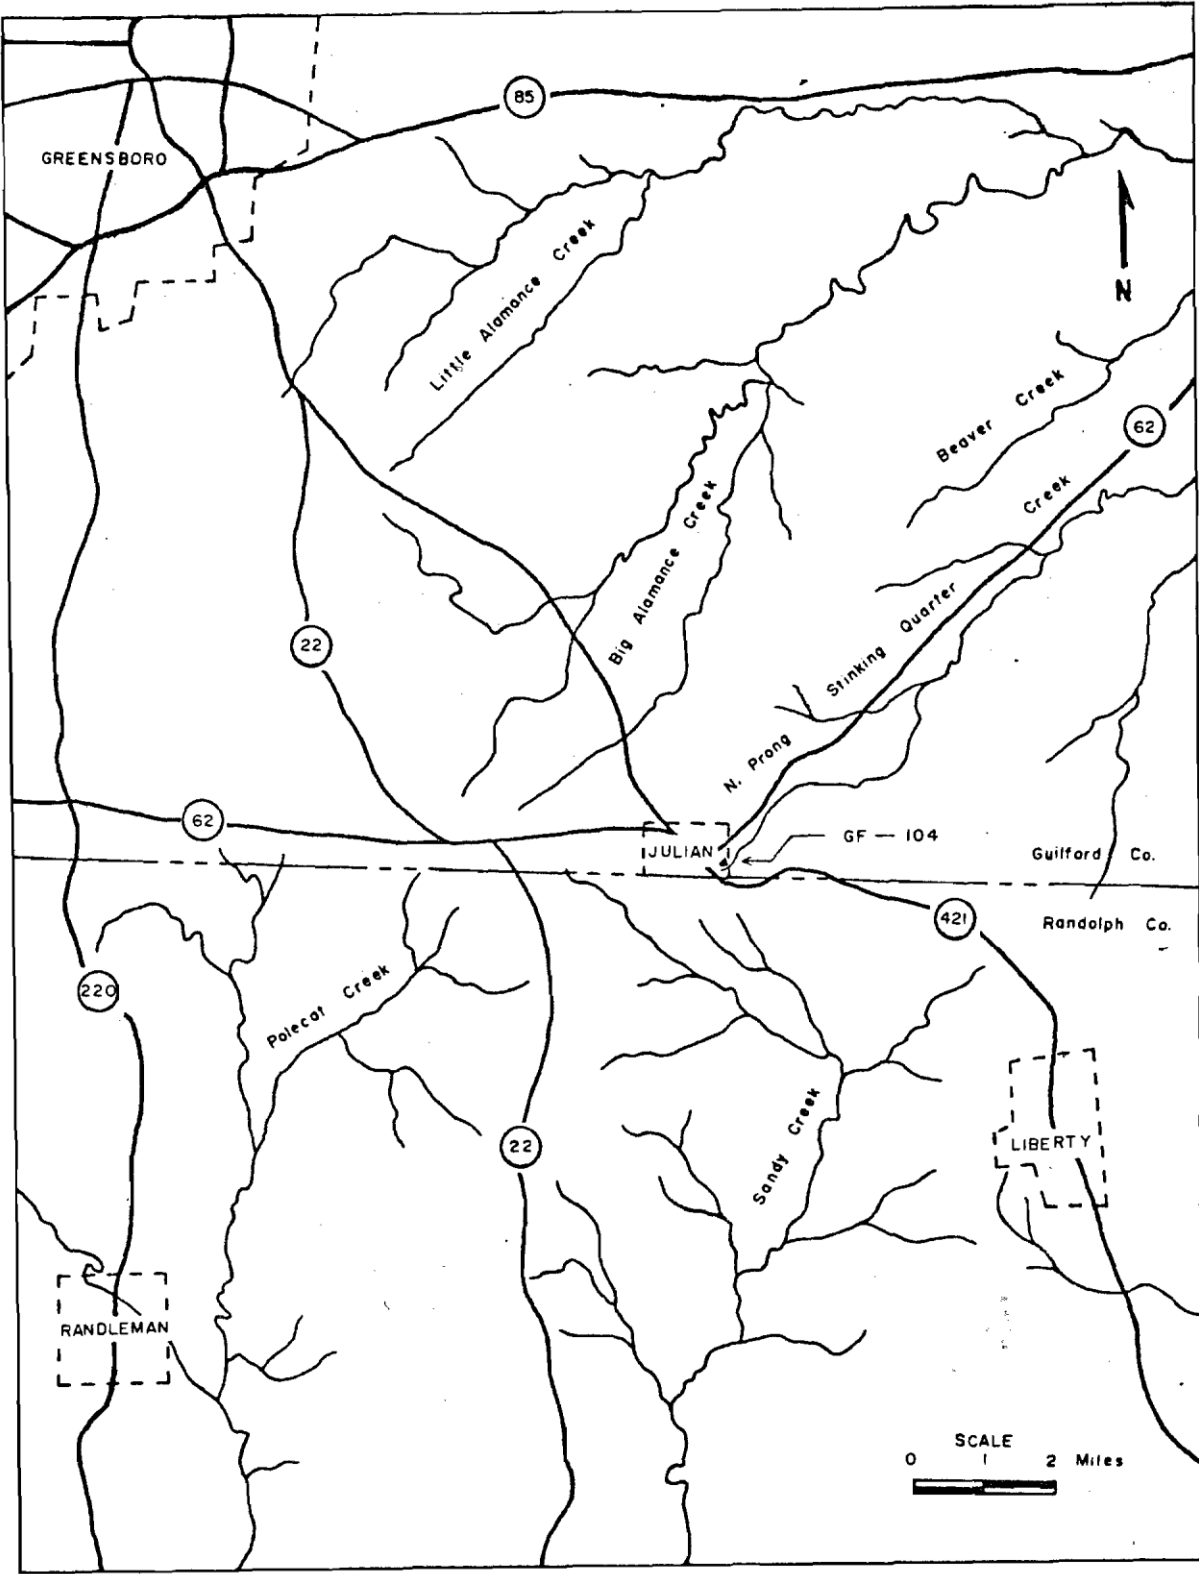 85
GREENSBORO
Little Alamance Creek
N
Beaver Creek
62
Big Alamance Creek
N. Prong Stinking Quarter Creek
22
62
JULIAN
GF — 104
Guilford Co.
Randolph Co.
421
220
Polecat Creek
Sandy Creek
22
LIBERTY
RANDLEMAN
SCALE
0 1 2 Miles